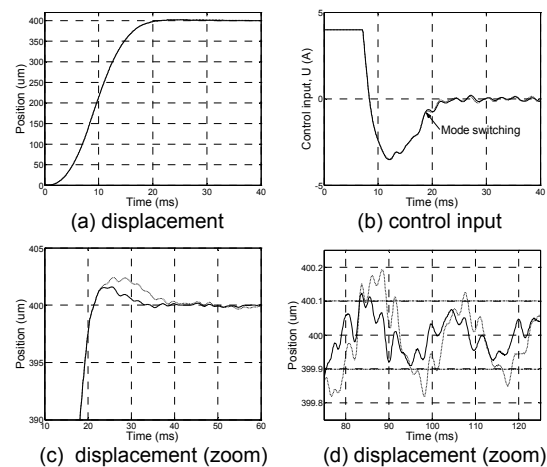 400
350
300
250
200
150
100
50
0
Position (um)
0 10 20 30 40
Time (ms)
(a) displacement
5
0
-5
Control input, U (A)
Mode switching
0 10 20 30 40
Time (ms)
(b) control input
405
400
395
390
Position (um)
10 20 30 40 50 60
Time (ms)
(c) displacement (zoom)
400.2
400.1
400
399.9
399.8
Position (um)
75 80 90 100 110 120
Time (ms)
(d) displacement (zoom)